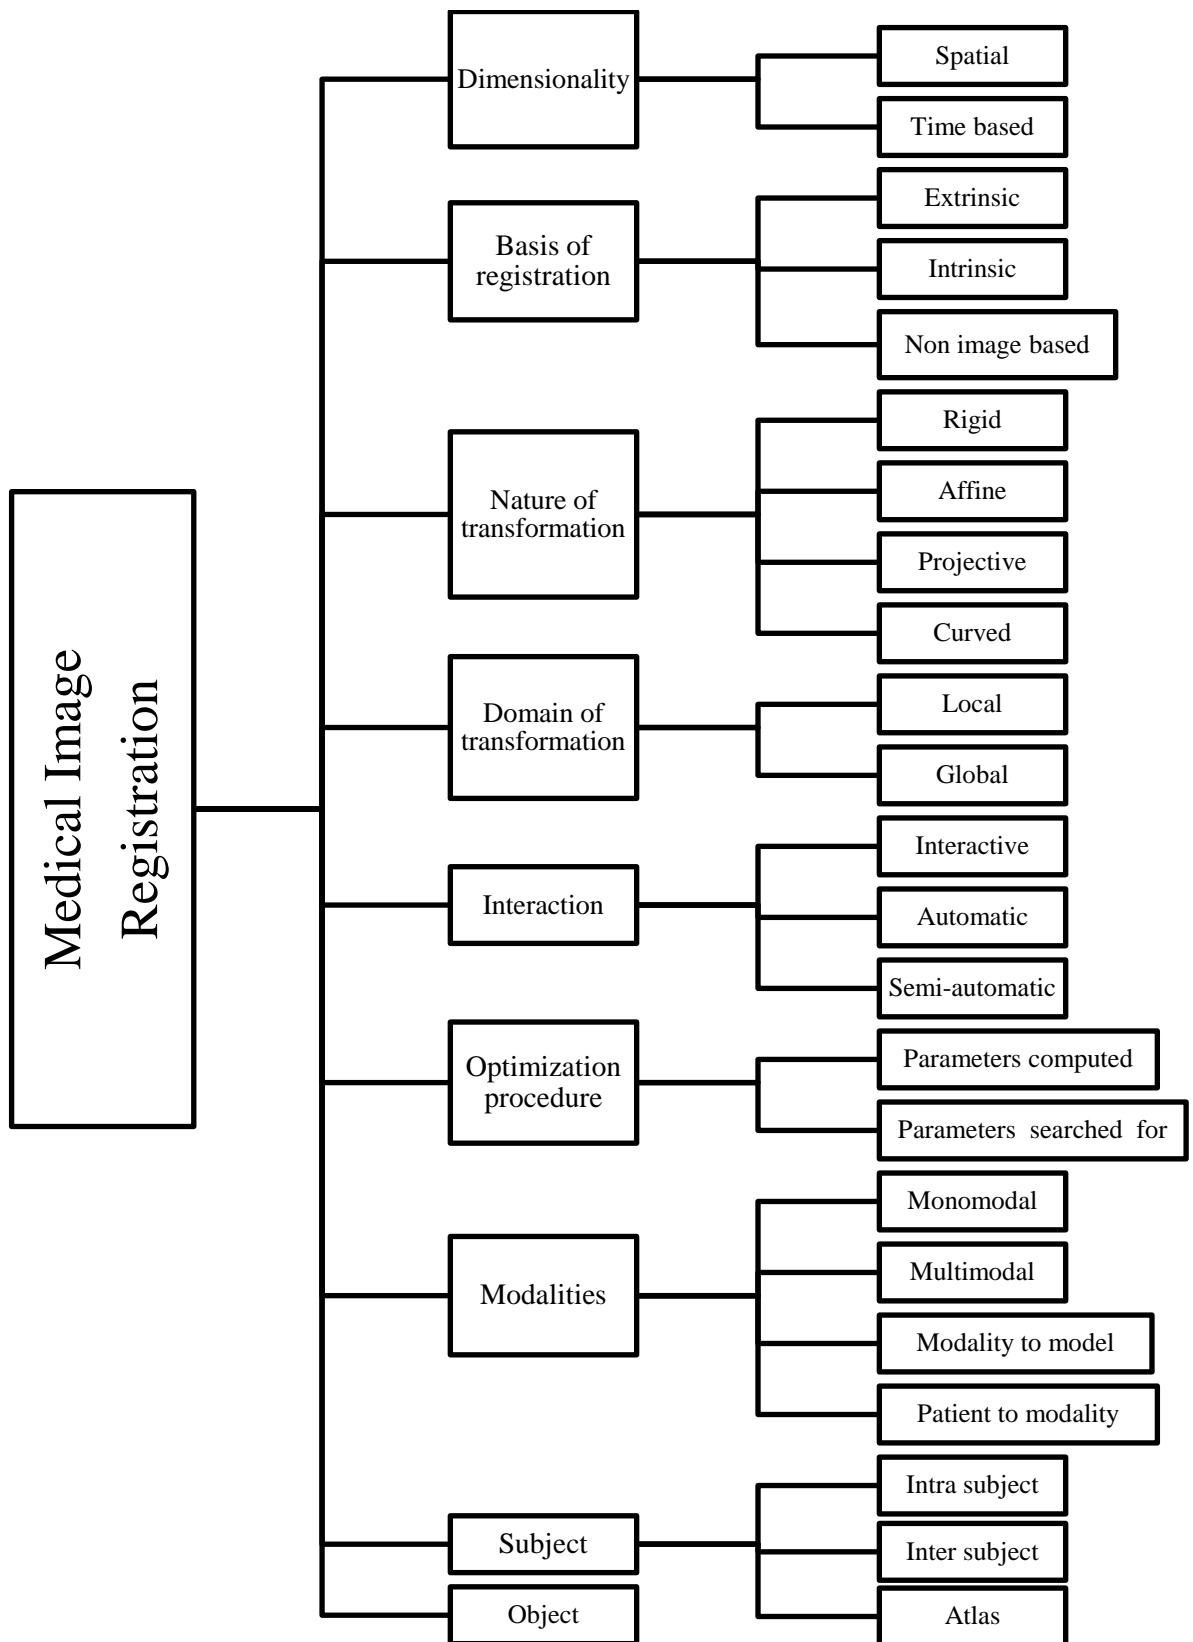 Medical Image
Registration
Dimensionality
Spatial
Time based
Basis of
registration
Extrinsic
Intrinsic
Non image based
Nature of
transformation
Rigid
Affine
Projective
Curved
Domain of
transformation
Local
Global
Interaction
Interactive
Automatic
Semi-automatic
Optimization
procedure
Parameters computed
Parameters searched for
Modalities
Monomodal
Multimodal
Modality to model
Patient to modality
Subject
Intra subject
Inter subject
Atlas
Object